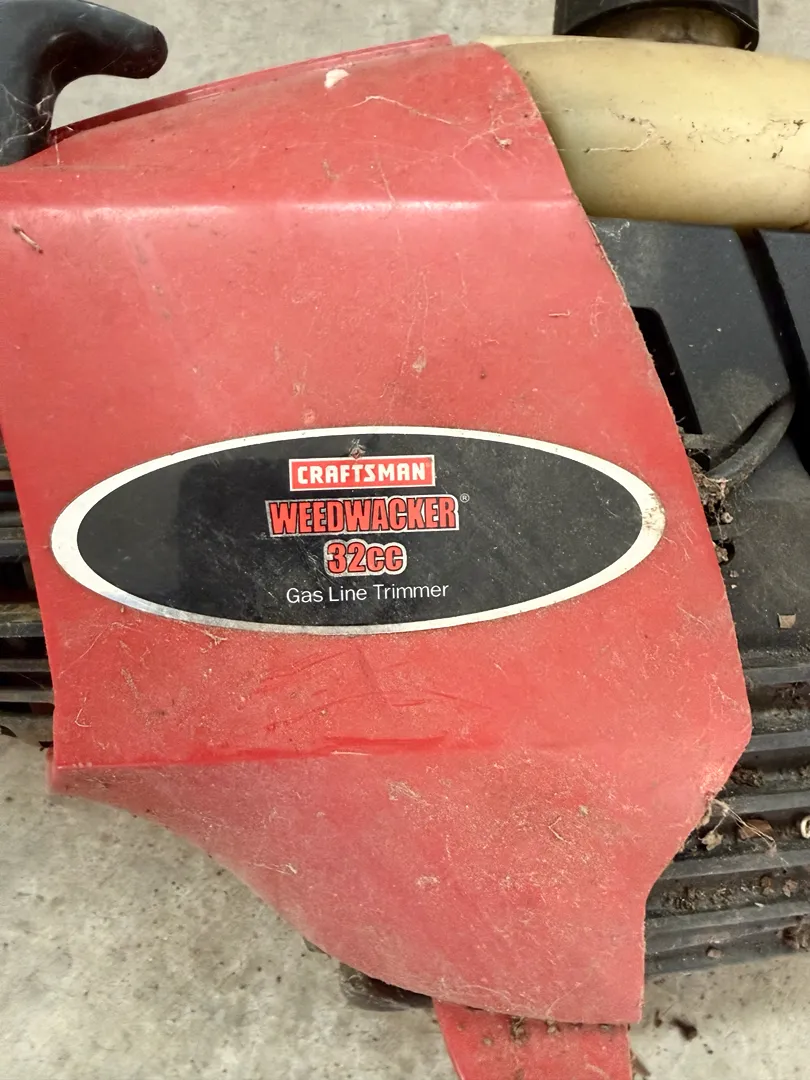 CRAFTSMAN
WEEDWACKER®
32cc
Gas Line Trimmer